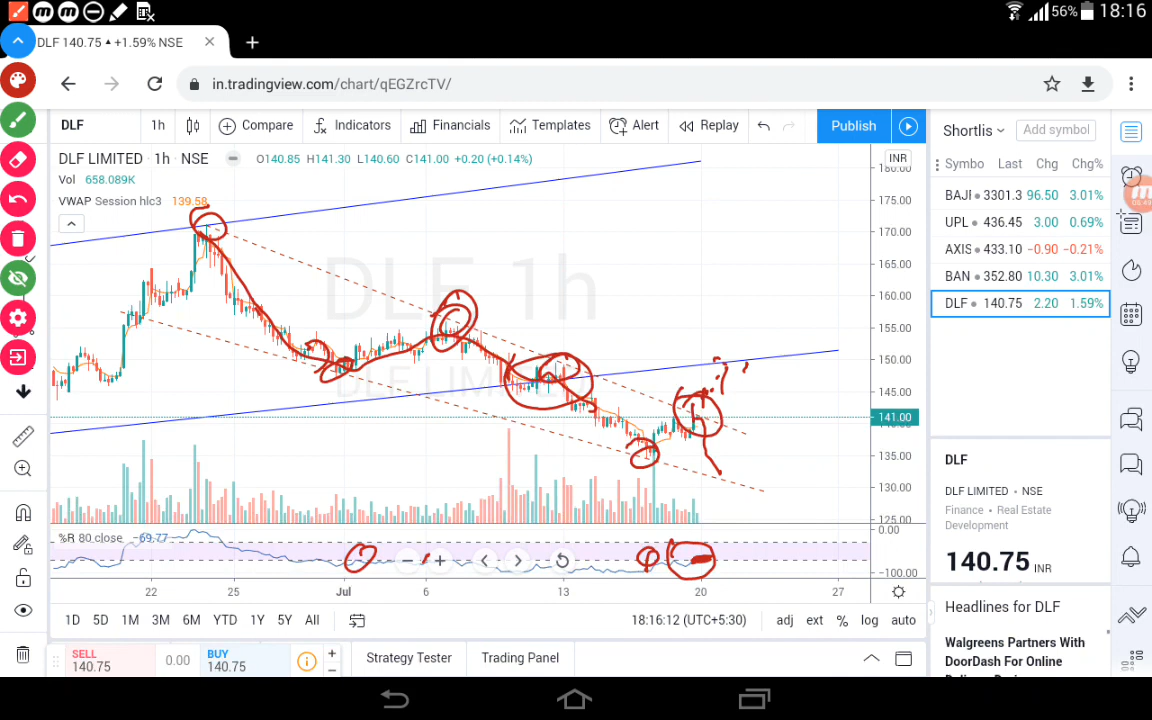 56% 18:16
DLF 140.75 ▲ +1.59% NSE
in.tradingview.com/chart/qEGZrcTV/
DLF 1h Compare Indicators Financials Templates Alert Replay Publish
Shortlis Add symbol
DLF LIMITED · 1h · NSE O140.85 H141.30 L140.60 C141.00 +0.20 (+0.14%)
INR
Vol 658.089K
VWAP Session hlc3 139.58
Symbo Last Chg Chg%
BAJF 3301.3 96.50 3.01%
UPL 436.45 3.00 0.69%
AXIS 433.10 -0.90 -0.21%
BAN 352.80 10.30 3.01%
DLF 140.75 2.20 1.59%
180.00
175.00
170.00
165.00
160.00
155.00
150.00
145.00
141.00
135.00
130.00
125.00
DLF 1h
DLF LIMITED
%R 80 close -69.77
0.00
-100.00
22 25 Jul 6 13 20 27
1D 5D 1M 3M 6M YTD 1Y 5Y All 18:16:12 (UTC+5:30) adj ext % log auto
SELL
140.75
0.00
BUY
140.75
Strategy Tester Trading Panel
DLF
DLF LIMITED • NSE
Finance • Real Estate
Development
140.75 INR
Headlines for DLF
Walgreens Partners With
DoorDash For Online